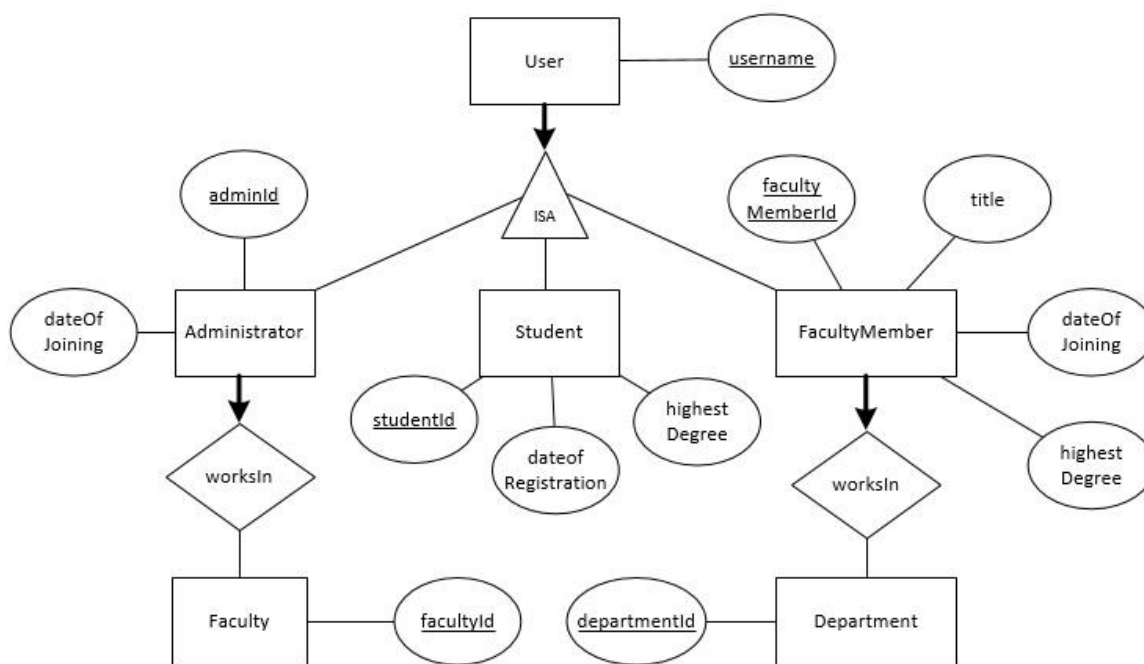 User
username
adminId
ISA
faculty
MemberId
title
dateOf
Joining
Administrator
Student
FacultyMember
dateOf
Joining
studentId
dateof
Registration
highest
Degree
highest
Degree
worksIn
worksIn
Faculty
facultyId
departmentId
Department